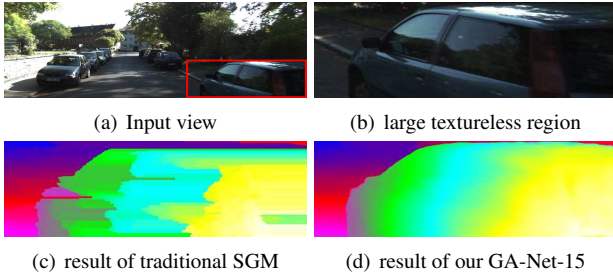 (a) Input view
(b) large textureless region
(c) result of traditional SGM
(d) result of our GA-Net-15